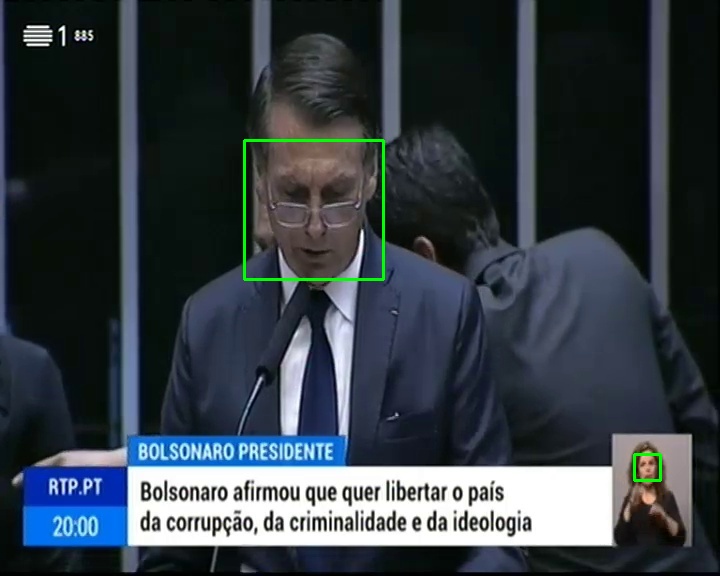 1 885
BOLSONARO PRESIDENTE
RTP.PT
Bolsonaro afirmou que quer libertar o país
20:00
da corrupção, da criminalidade e da ideologia